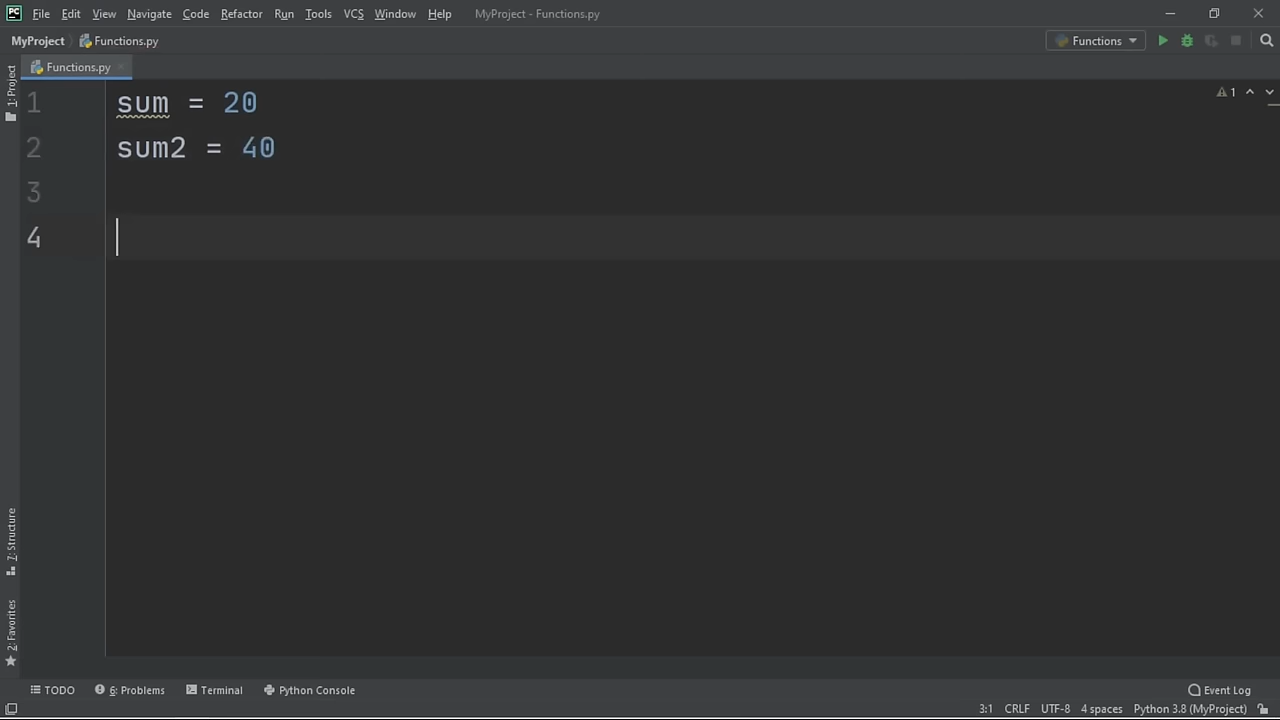 PC File Edit View Navigate Code Refactor Run Tools VCS Window Help MyProject - Functions.py
MyProject Functions.py Functions
Functions.py
1: Project
1 sum = 20
1
2 sum2 = 40
3
4
7: Structure
2: Favorites
TODO 6: Problems Terminal Python Console Event Log
3:1 CRLF UTF-8 4 spaces Python 3.8 (MyProject)